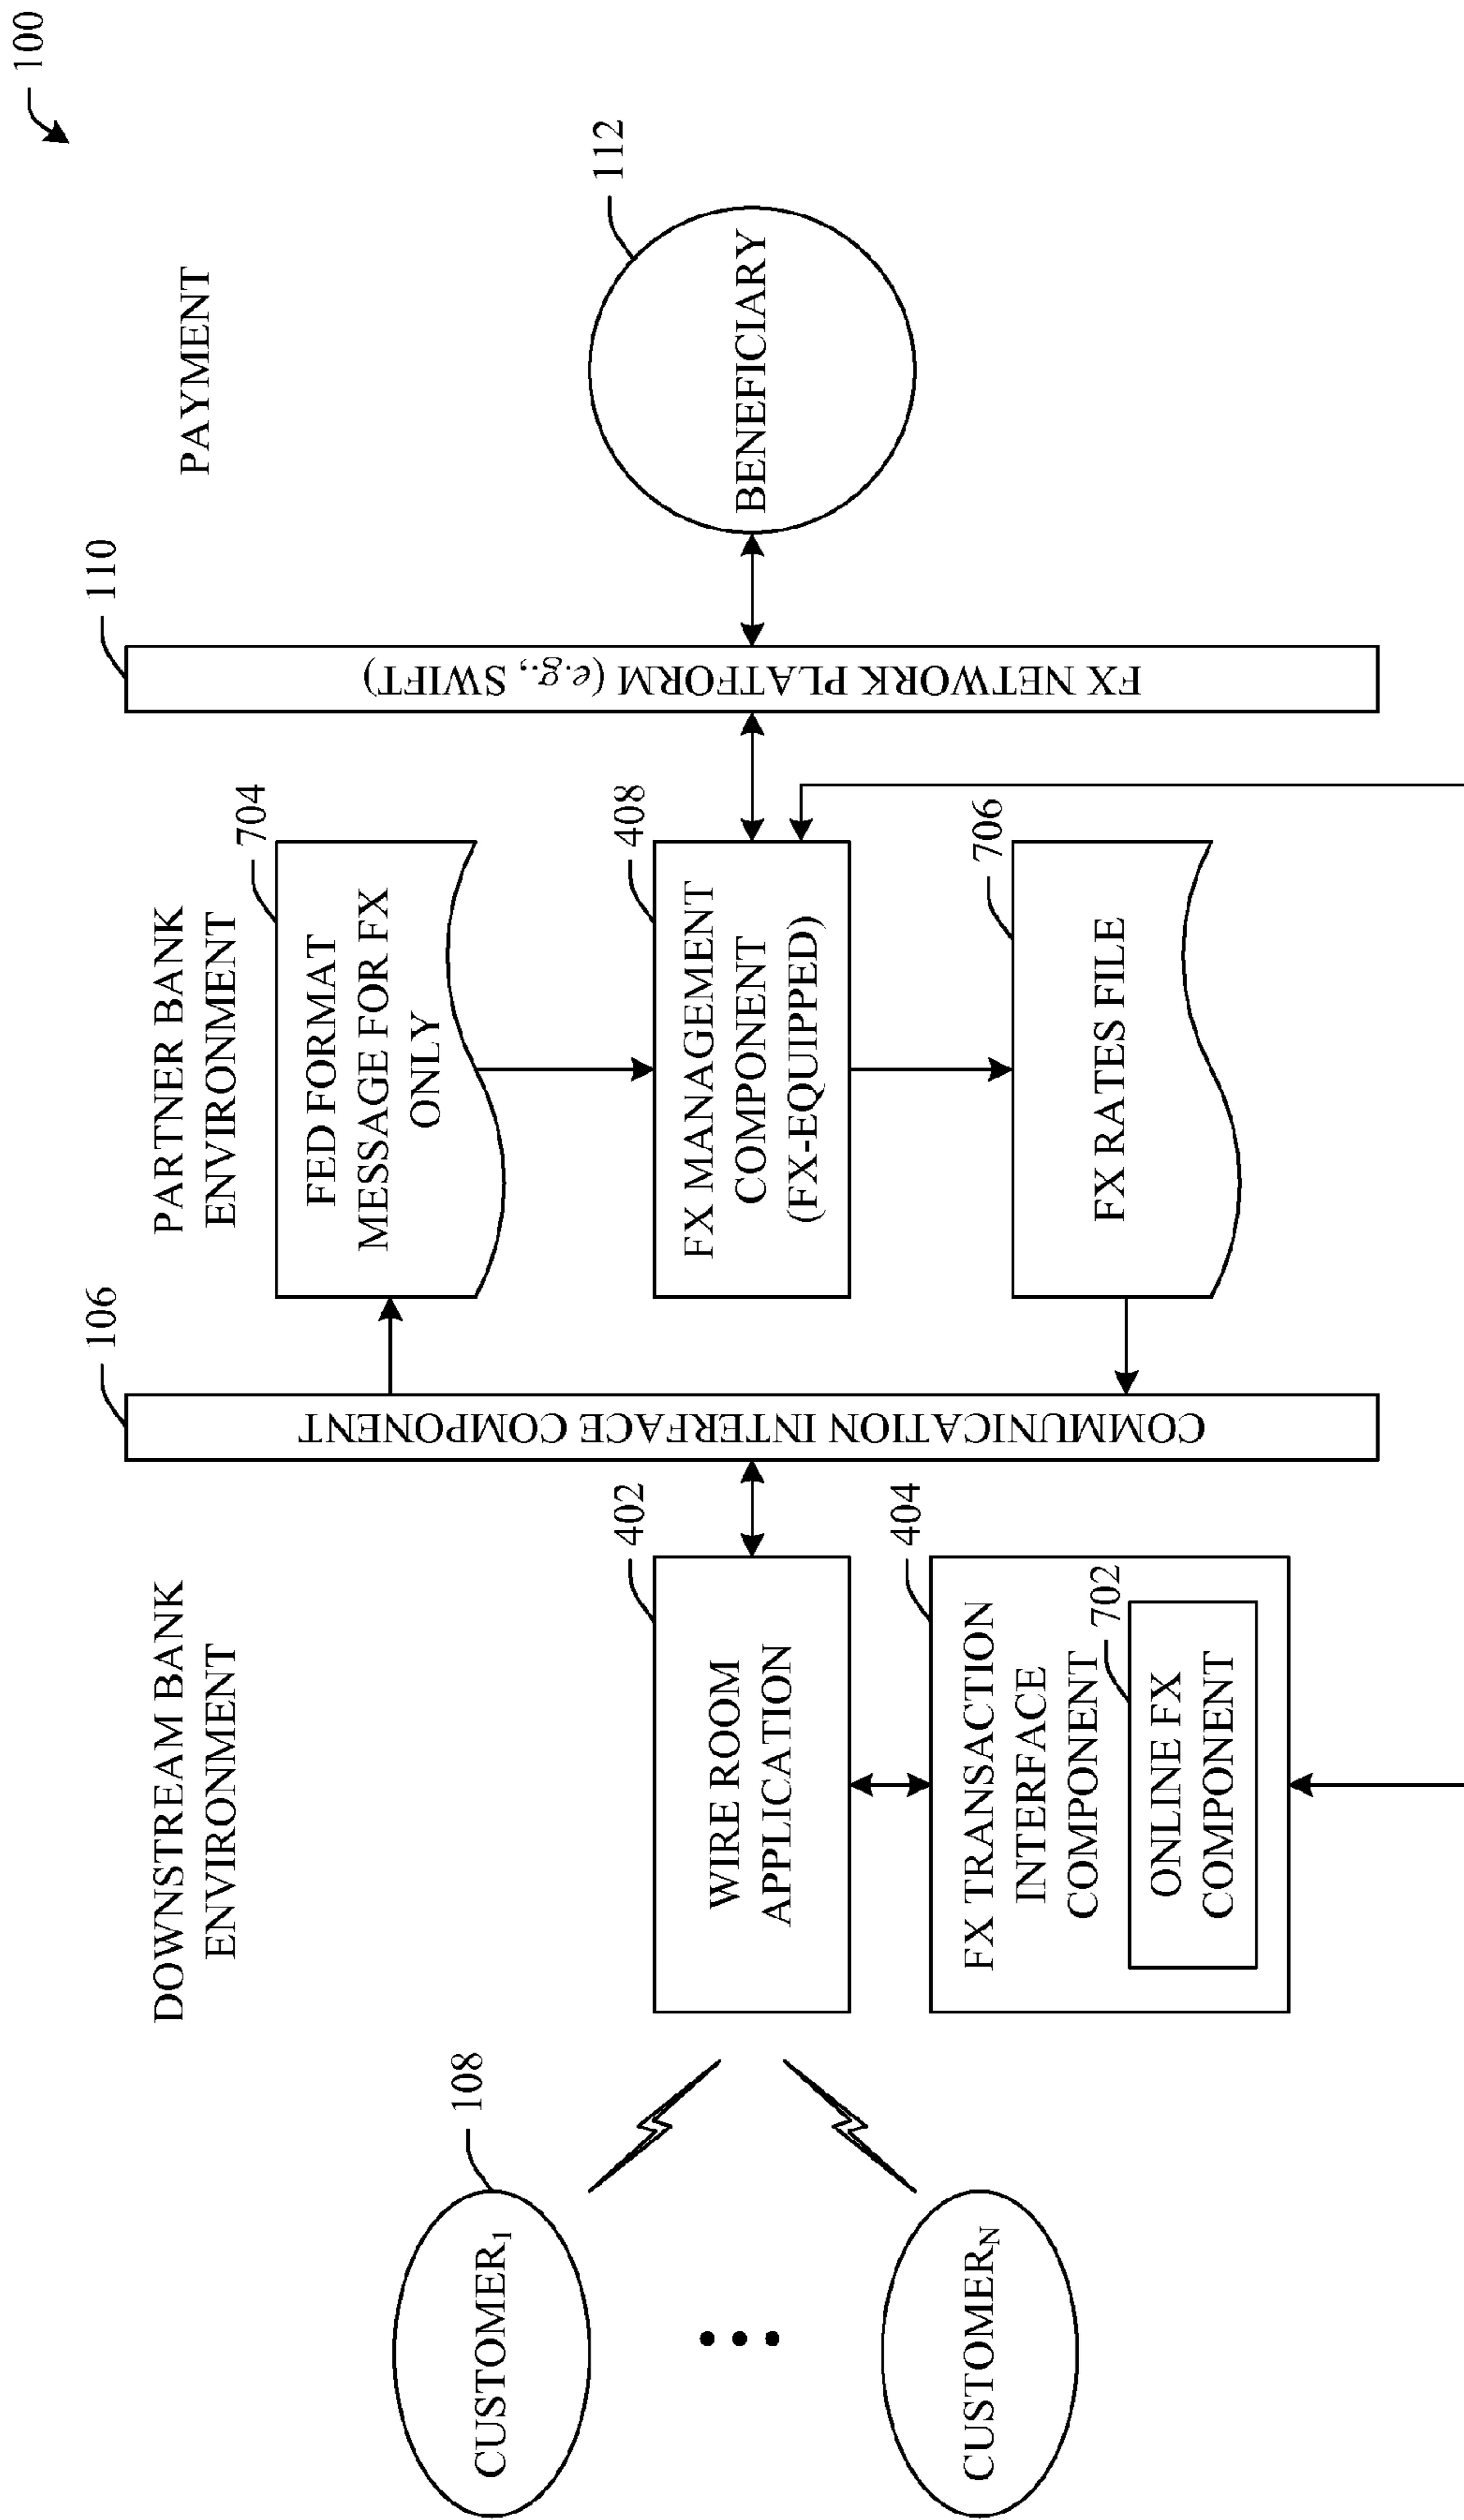 100
DOWNSTREAM BANK
ENVIRONMENT
PARTNER BANK
ENVIRONMENT
PAYMENT
108
CUSTOMER1
CUSTOMERN
402
WIRE ROOM
APPLICATION
404
FX TRANSACTION
INTERFACE
COMPONENT
702
ONLINE FX
COMPONENT
106
COMMUNICATION INTERFACE COMPONENT
704
FED FORMAT
MESSAGE FOR FX
ONLY
408
FX MANAGEMENT
COMPONENT
(FX-EQUIPPED)
706
FX RATES FILE
110
FX NETWORK PLATFORM (e.g., SWIFT)
112
BENEFICIARY